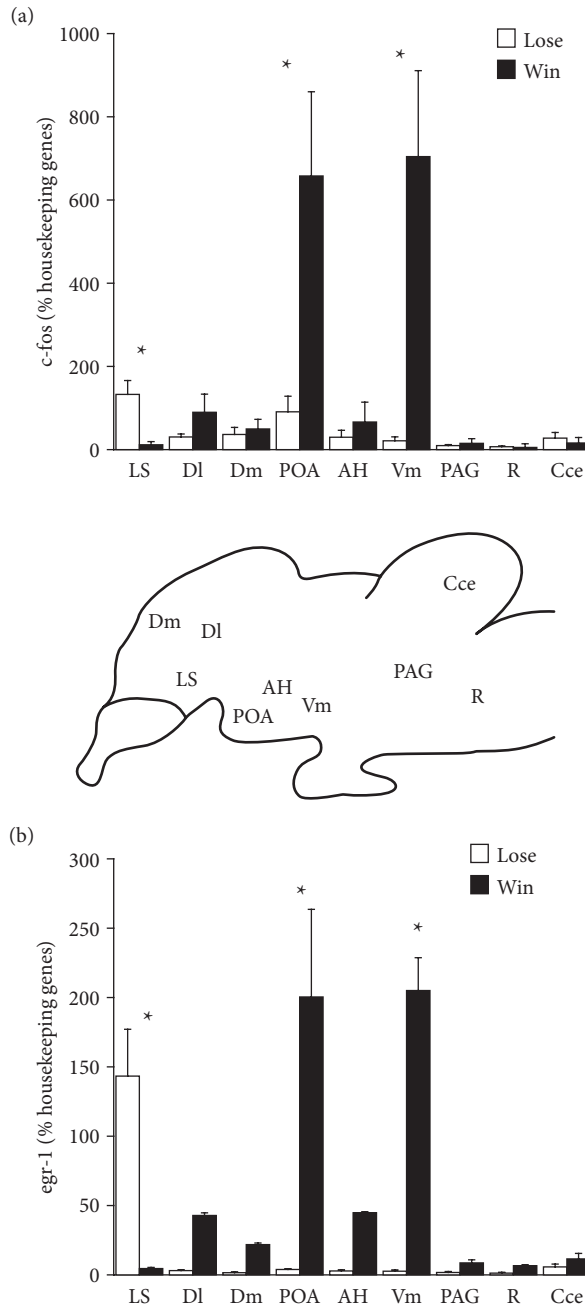 (a)
1000
800
600
400
200
0
c-fos (% housekeeping genes)
Lose
Win
*
*
*
LS Dl Dm POA AH Vm PAG R Cce
Cce
Dm
Dl
PAG
LS
AH
R
Vm
POA
(b)
300
250
200
150
100
50
0
egr-1 (% housekeeping genes)
Lose
Win
*
*
*
LS Dl Dm POA AH Vm PAG R Cce